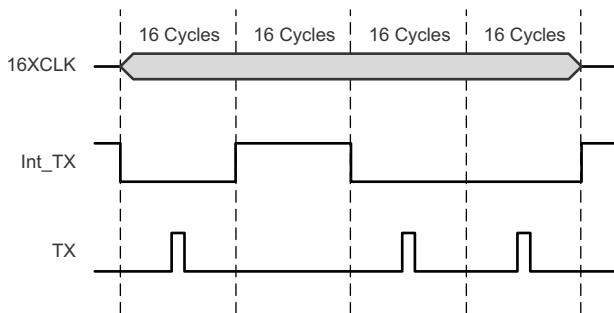 16 Cycles 16 Cycles 16 Cycles 16 Cycles
16XCLK
Int_TX
TX